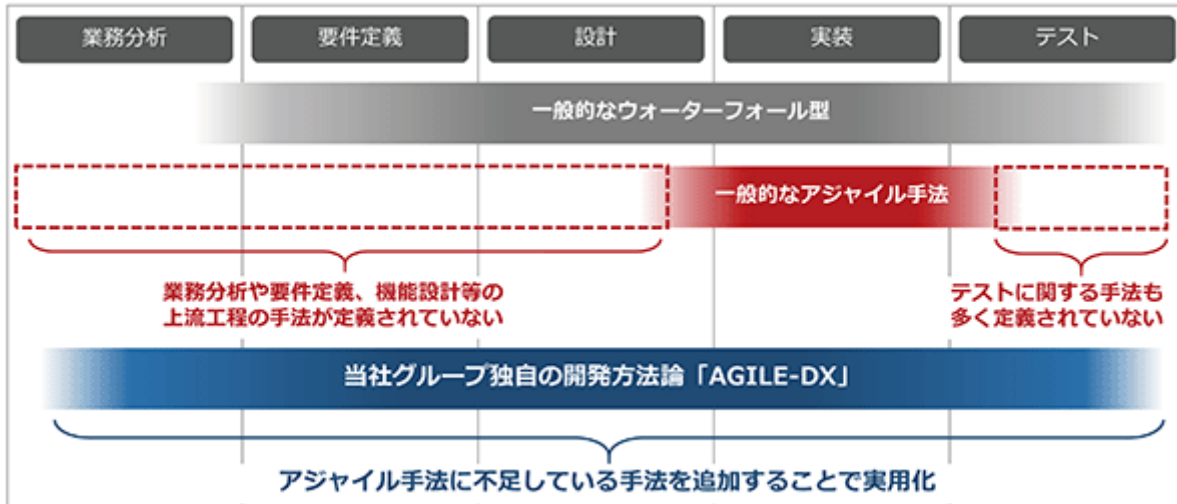 業務分析
要件定義
設計
実装
テスト
一般的なウォーターフォール型
一般的なアジャイル手法
業務分析や要件定義、機能設計等の
上流工程の手法が定義されていない
テストに関する手法も
多く定義されていない
当社グループ独自の開発方法論「AGILE-DX」
アジャイル手法に不足している手法を追加することで実用化